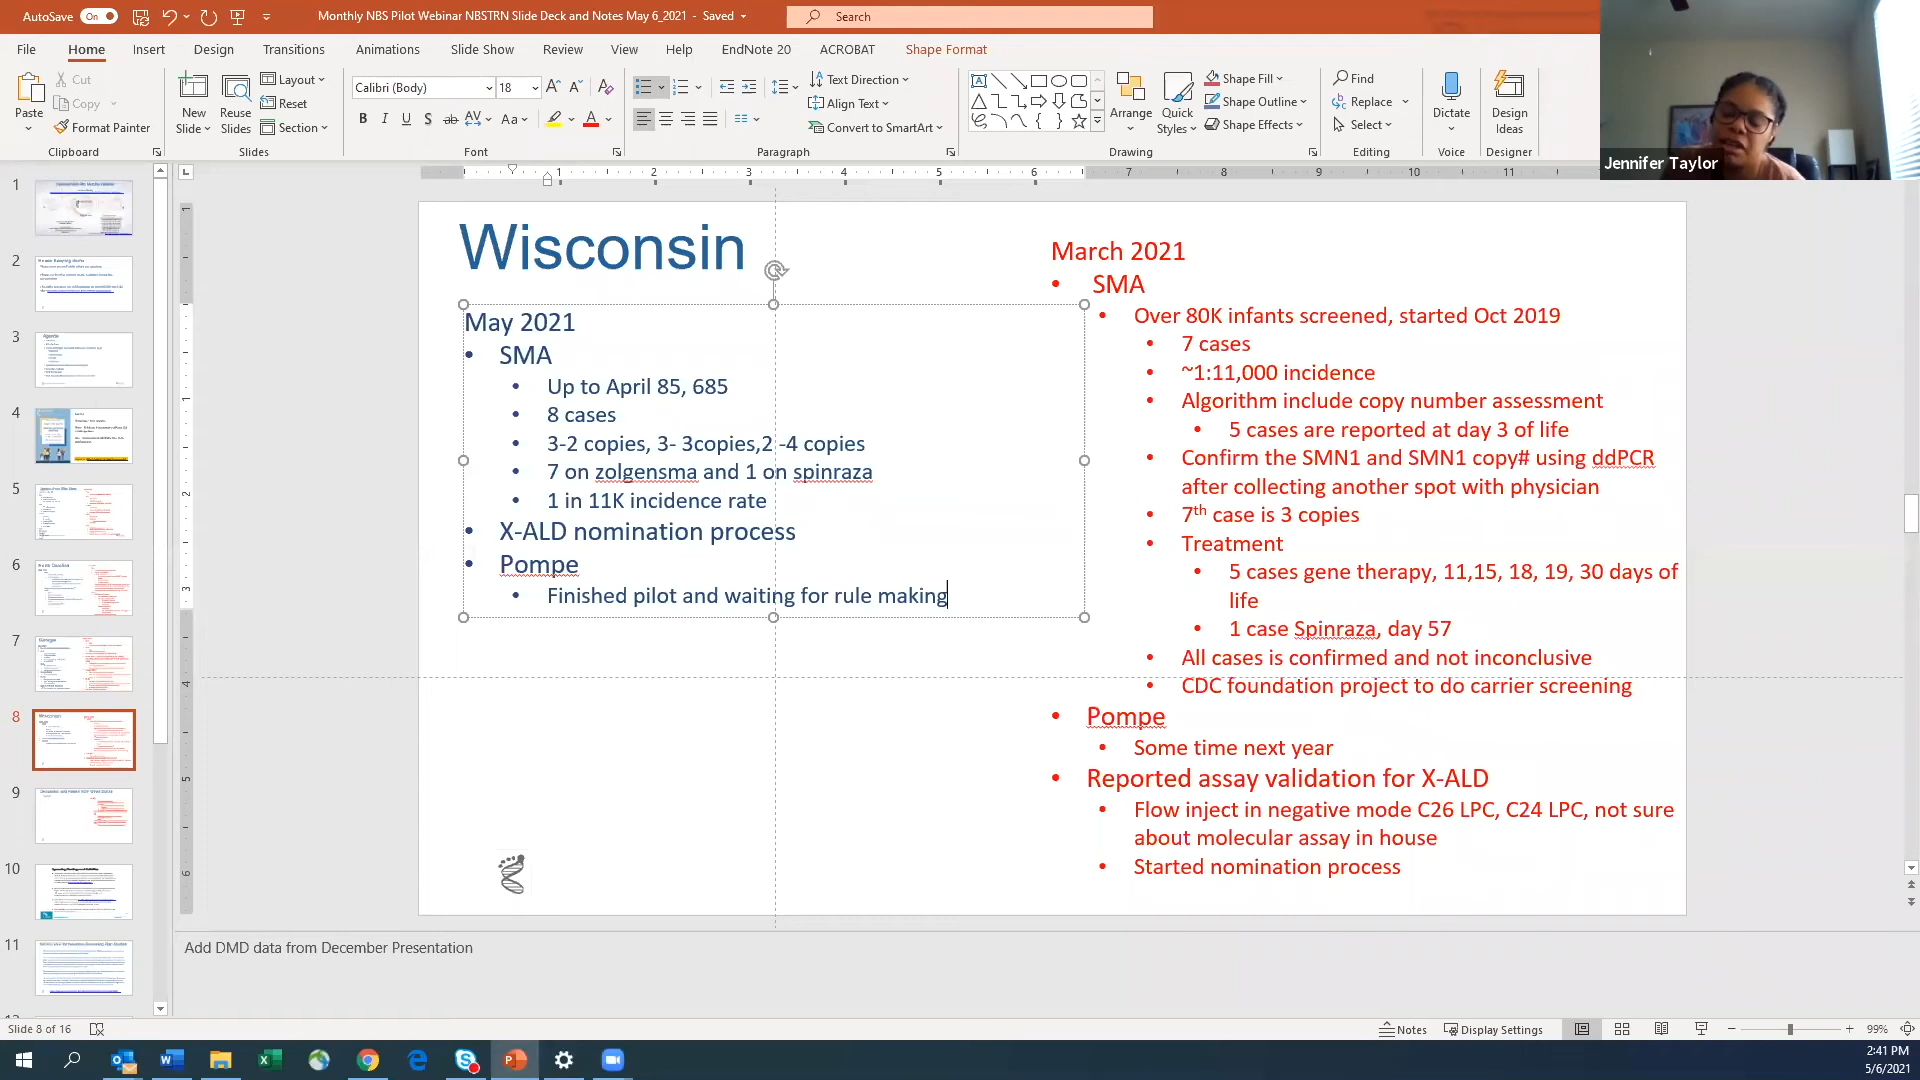 AutoSave On Monthly NBS Pilot Webinar NBSTRN Slide Deck and Notes May 6_2021 - Saved Search
File Home Insert Design Transitions Animations Slide Show Review View Help EndNote 20 ACROBAT Shape Format
Paste Cut Copy Format Painter Clipboard
New Slide Reuse Slides Layout Reset Section Slides
Calibri (Body) 18 Font
Text Direction Align Text Convert to SmartArt Paragraph
Arrange Quick Styles Shape Fill Shape Outline Shape Effects Drawing
Find Replace Select Editing
Dictate Voice
Design Ideas Designer
Jennifer Taylor
Wisconsin
May 2021
• SMA
• Up to April 85, 685
• 8 cases
• 3-2 copies, 3- 3copies,2 -4 copies
• 7 on zolgensma and 1 on spinraza
• 1 in 11K incidence rate
• X-ALD nomination process
• Pompe
• Finished pilot and waiting for rule making
March 2021
• SMA
• Over 80K infants screened, started Oct 2019
• 7 cases
• ~1:11,000 incidence
• Algorithm include copy number assessment
• 5 cases are reported at day 3 of life
• Confirm the SMN1 and SMN1 copy# using ddPCR
after collecting another spot with physician
• 7th case is 3 copies
• Treatment
• 5 cases gene therapy, 11,15, 18, 19, 30 days of
life
• 1 case Spinraza, day 57
• All cases is confirmed and not inconclusive
• CDC foundation project to do carrier screening
• Pompe
• Some time next year
• Reported assay validation for X-ALD
• Flow inject in negative mode C26 LPC, C24 LPC, not sure
about molecular assay in house
• Started nomination process
1
2
3
4
5
6
7
8
9
10
11
Add DMD data from December Presentation
Slide 8 of 16 Notes Display Settings 99%
2:41 PM
5/6/2021